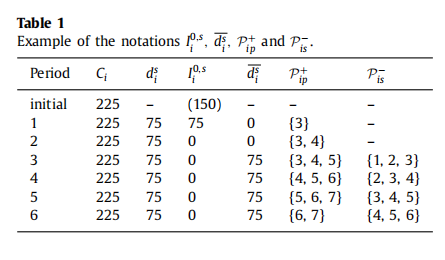 Table 1
Example of the notations $I_i^{0,s}$, $\overline{d_i^s}$, $\mathcal{P}_{ip}^+$ and $\mathcal{P}_{is}^-$.
Period $C_i$ $d_i^s$ $I_i^{0,s}$ $\overline{d_i^s}$ $\mathcal{P}_{ip}^+$ $\mathcal{P}_{is}^-$
initial 225 – (150) – – –
1 225 75 75 0 {3} –
2 225 75 0 0 {3, 4} –
3 225 75 0 75 {3, 4, 5} {1, 2, 3}
4 225 75 0 75 {4, 5, 6} {2, 3, 4}
5 225 75 0 75 {5, 6, 7} {3, 4, 5}
6 225 75 0 75 {6, 7} {4, 5, 6}